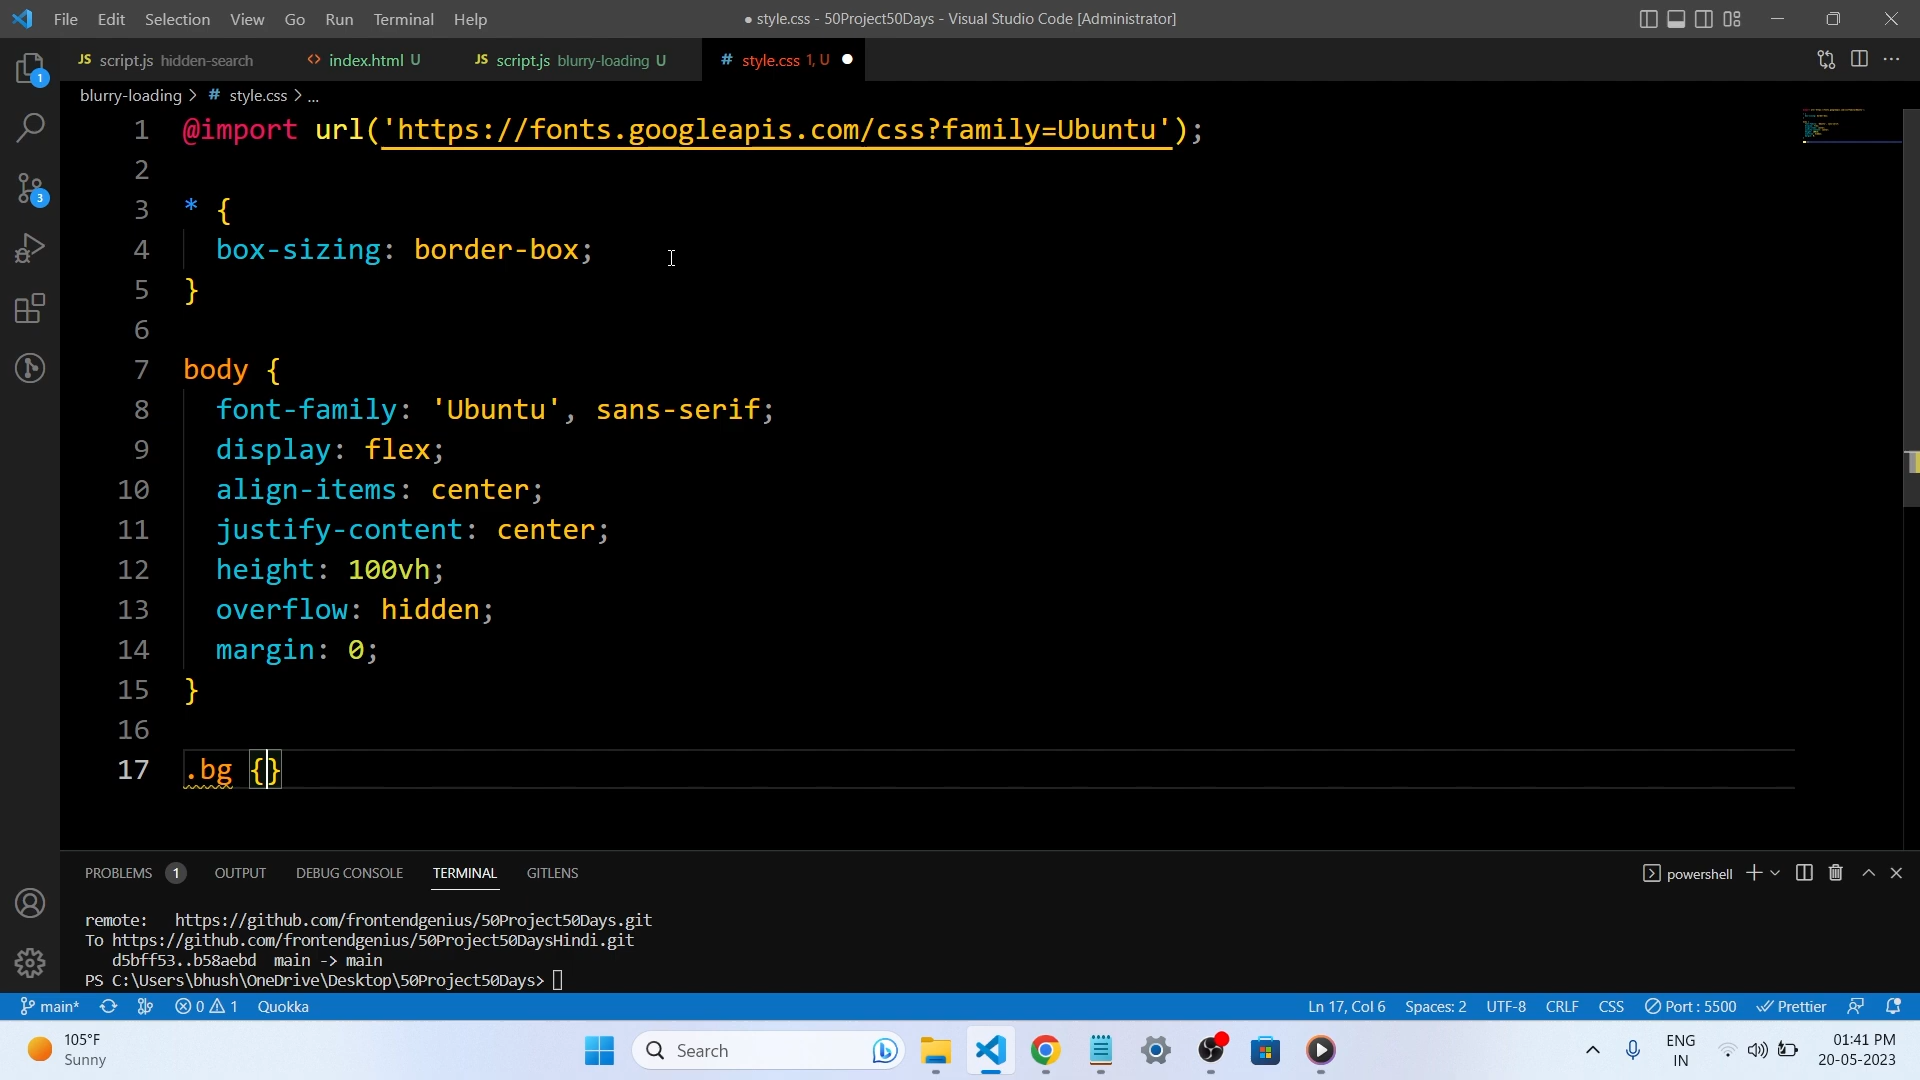 File Edit Selection View Go Run Terminal Help
● style.css - 50Project50Days - Visual Studio Code [Administrator]
JS script.js hidden-search
<> index.html U
JS script.js blurry-loading U
# style.css 1, U ●
1
3
blurry-loading > # style.css > ...
1 @import url('https://fonts.googleapis.com/css?family=Ubuntu');
2
3 * {
4 box-sizing: border-box;
5 }
6
7 body {
8 font-family: 'Ubuntu', sans-serif;
9 display: flex;
10 align-items: center;
11 justify-content: center;
12 height: 100vh;
13 overflow: hidden;
14 margin: 0;
15 }
16
17 .bg {}
PROBLEMS 1 OUTPUT DEBUG CONSOLE TERMINAL GITLENS
powershell
remote: https://github.com/frontendgenius/50Project50Days.git
To https://github.com/frontendgenius/50Project50DaysHindi.git
d5bff53..b58aebd main -> main
PS C:\Users\bhush\OneDrive\Desktop\50Project50Days>
main* 0 1 Quokka
Ln 17, Col 6 Spaces: 2 UTF-8 CRLF CSS Port : 5500 Prettier
105°F
Sunny
Search
ENG
IN
01:41 PM
20-05-2023